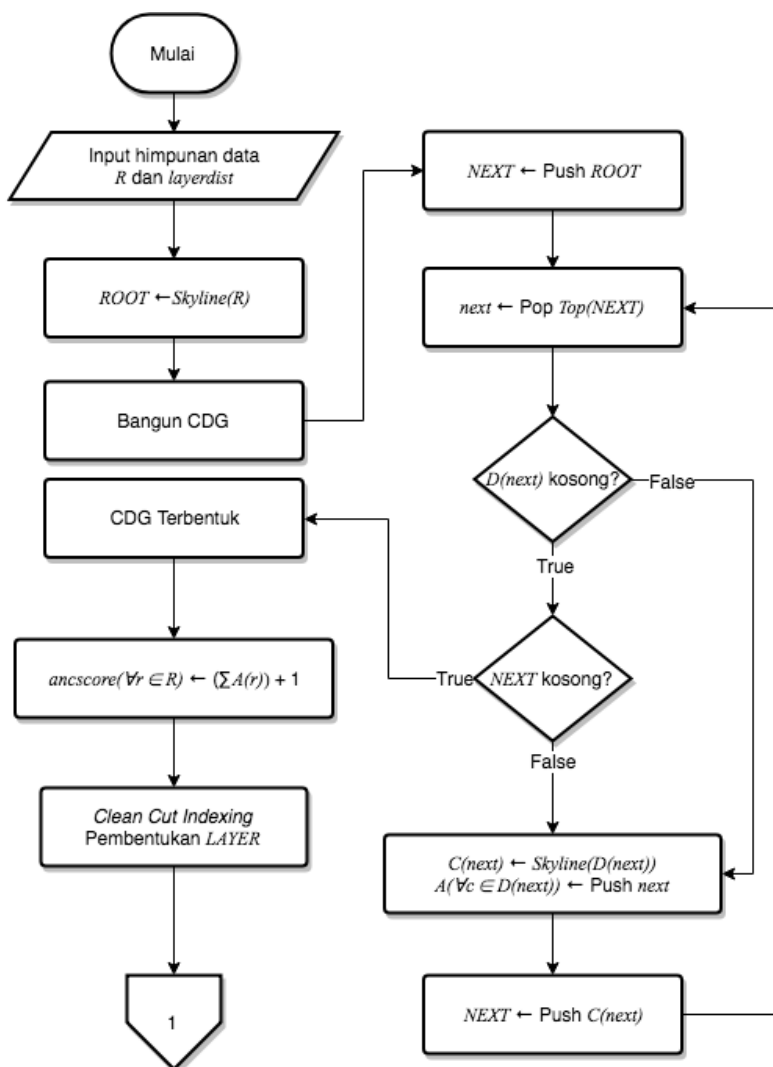 Mulai
Input himpunan data
R dan layerdist
ROOT ← Skyline(R)
Bangun CDG
NEXT ← Push ROOT
next ← Pop Top(NEXT)
D(next) kosong?
False
True
NEXT kosong?
True
False
C(next) ← Skyline(D(next))
A(∀c ∈ D(next)) ← Push next
NEXT ← Push C(next)
CDG Terbentuk
ancscore(∀r ∈ R) ← (∑ A(r)) + 1
Clean Cut Indexing
Pembentukan LAYER
1